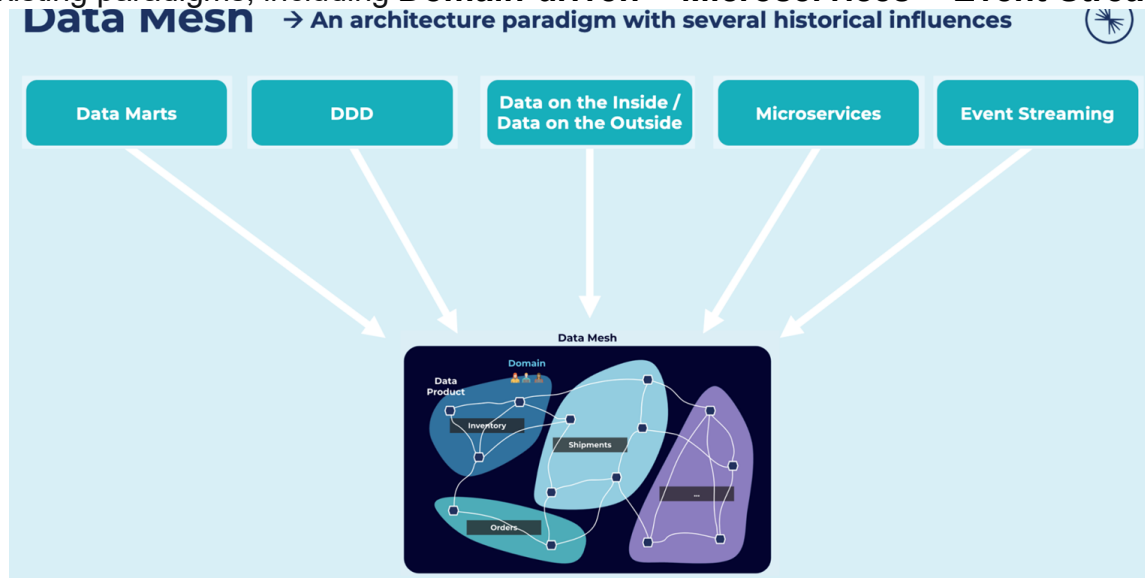 Data Mesh → An architecture paradigm with several historical influences
Data Marts
DDD
Data on the Inside /
Data on the Outside
Microservices
Event Streaming
Data Mesh
Domain
Data
Product
Inventory
Shipments
...
Orders